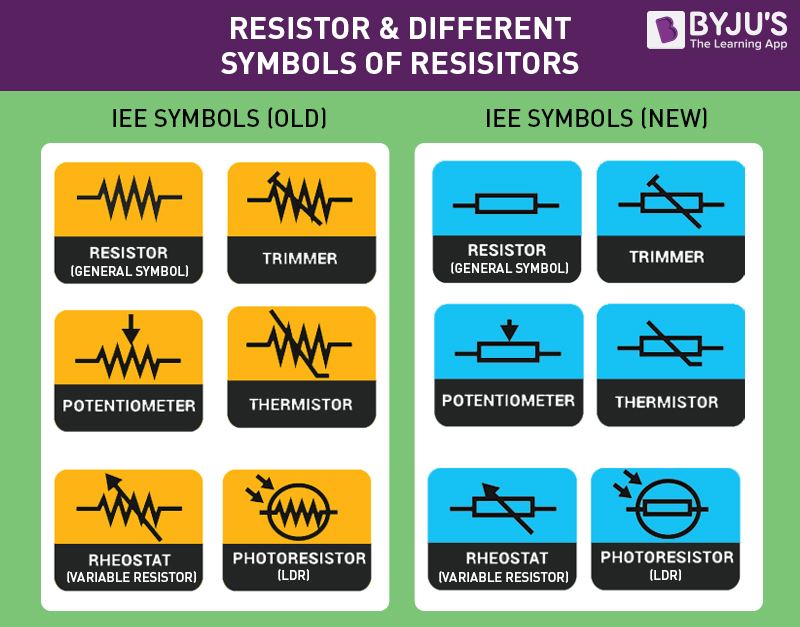 RESISTOR & DIFFERENT
SYMBOLS OF RESISITORS
BYJU'S
The Learning App
IEE SYMBOLS (OLD)
RESISTOR
(GENERAL SYMBOL)
TRIMMER
POTENTIOMETER
THERMISTOR
RHEOSTAT
(VARIABLE RESISTOR)
PHOTORESISTOR
(LDR)
IEE SYMBOLS (NEW)
RESISTOR
(GENERAL SYMBOL)
TRIMMER
POTENTIOMETER
THERMISTOR
RHEOSTAT
(VARIABLE RESISTOR)
PHOTORESISTOR
(LDR)